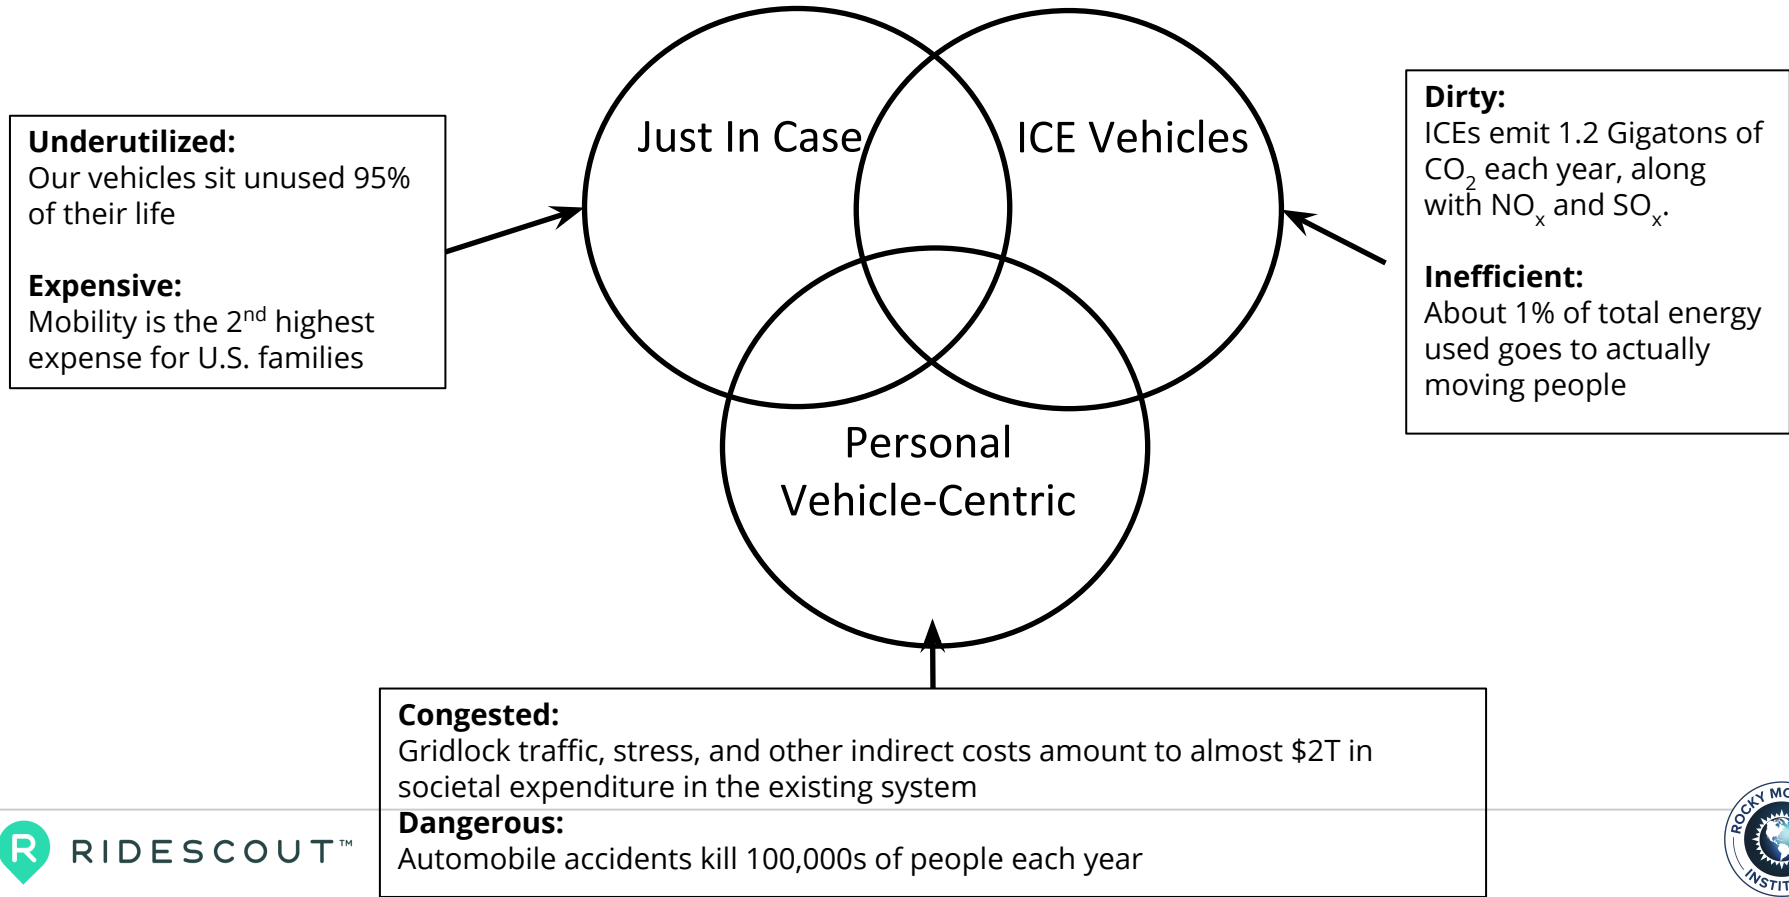 Just In Case
ICE Vehicles
Personal
Vehicle-Centric
Underutilized:
Our vehicles sit unused 95%
of their life
Expensive:
Mobility is the 2nd highest
expense for U.S. families
Dirty:
ICEs emit 1.2 Gigatons of
CO2 each year, along
with NOx and SOx.
Inefficient:
About 1% of total energy
used goes to actually
moving people
Congested:
Gridlock traffic, stress, and other indirect costs amount to almost $2T in
societal expenditure in the existing system
Dangerous:
Automobile accidents kill 100,000s of people each year
R RIDESCOUT™
ROCKY